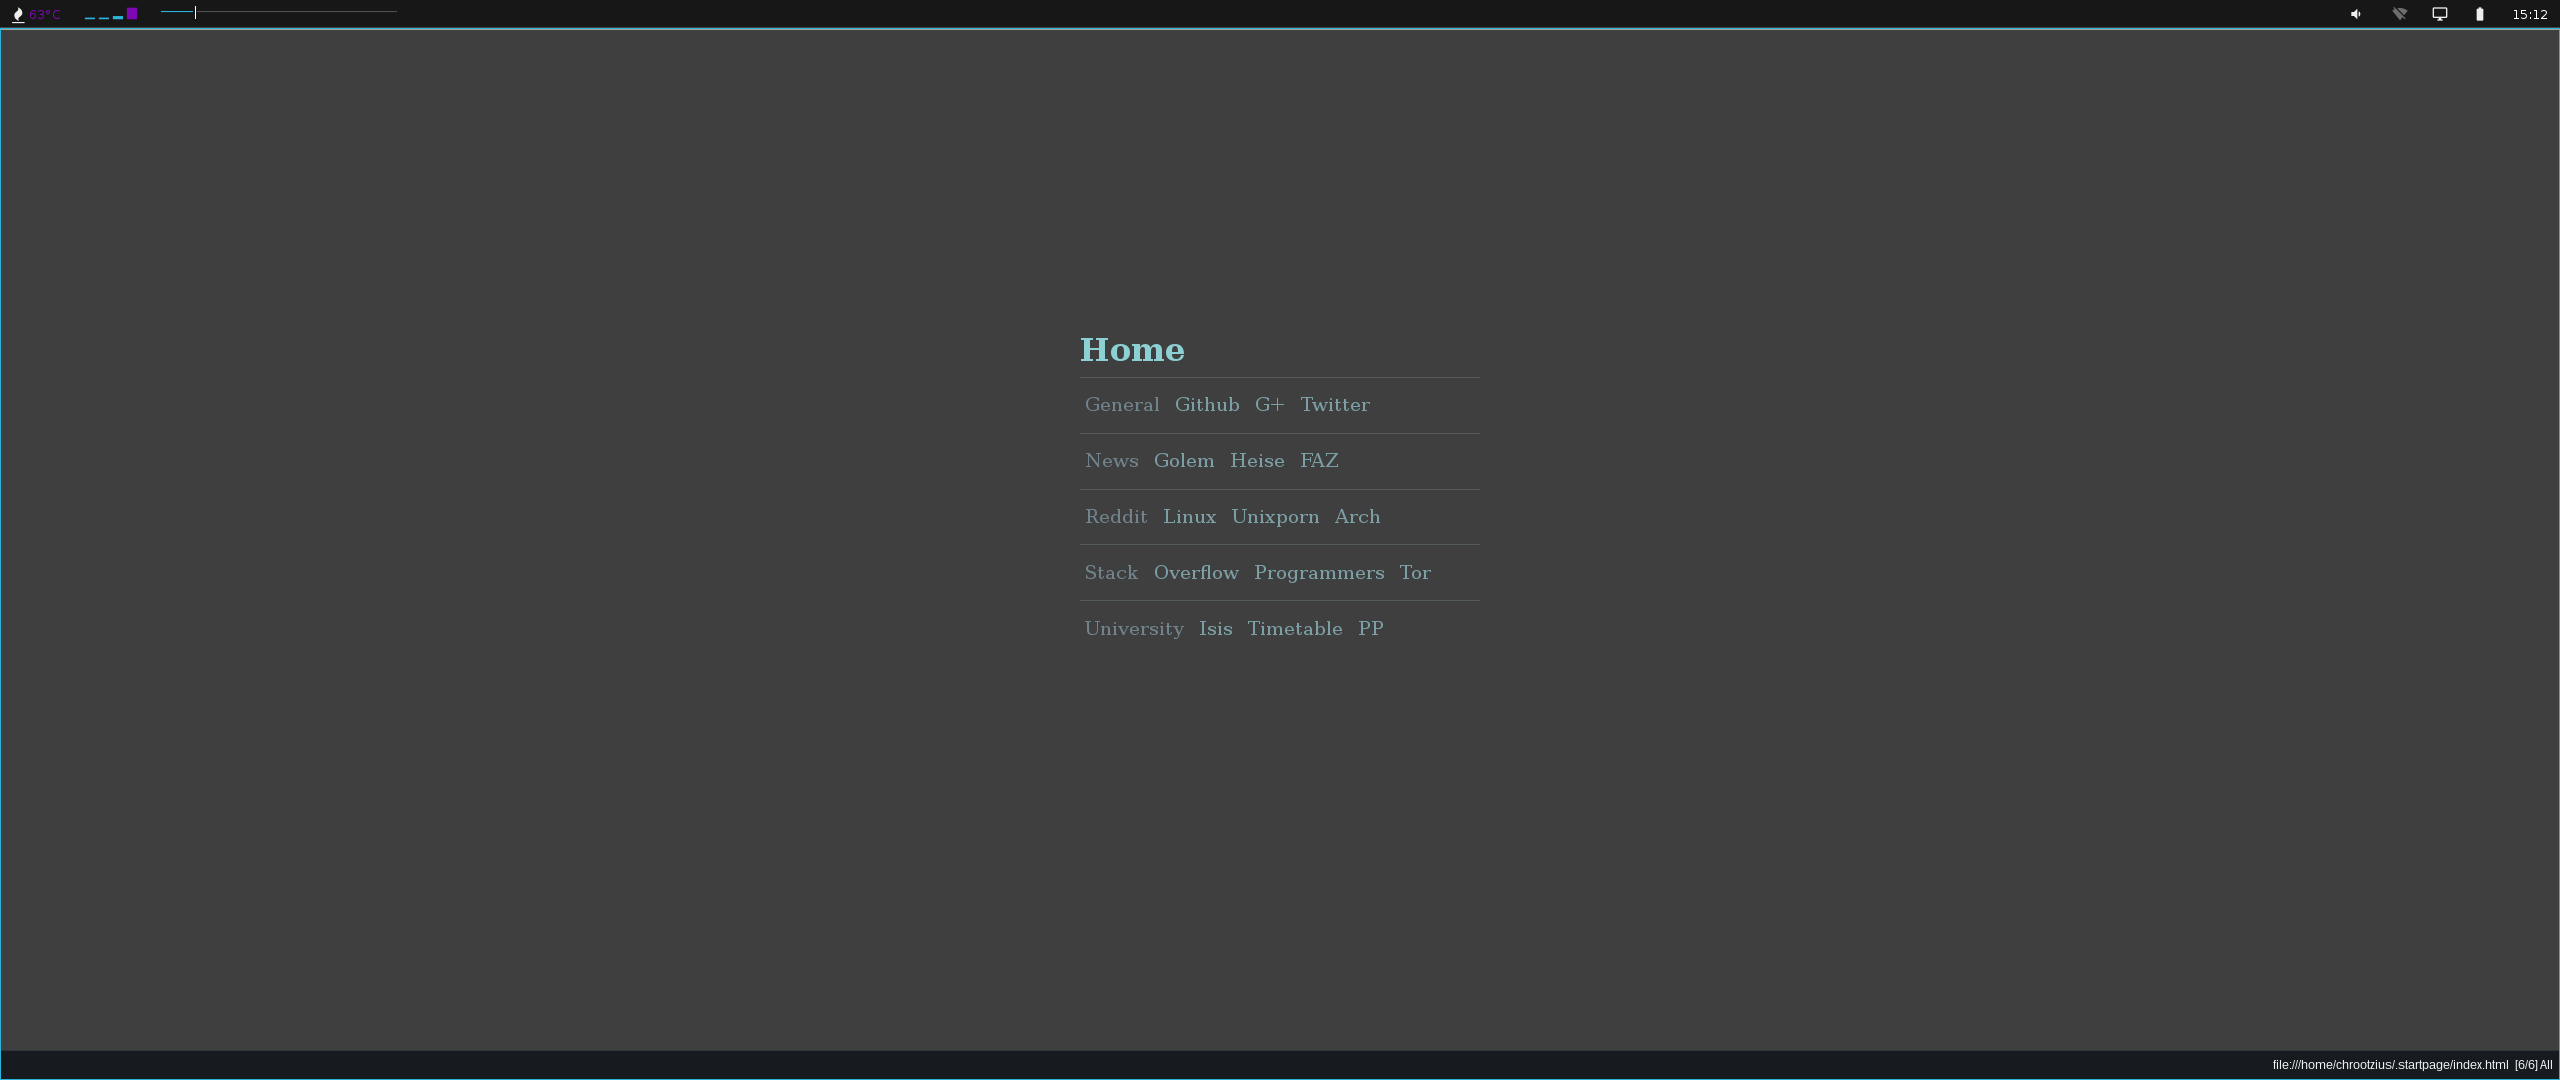 63°C 15:12
Home
General Github G+ Twitter
News Golem Heise FAZ
Reddit Linux Unixporn Arch
Stack Overflow Programmers Tor
University Isis Timetable PP
file:///home/chrootzius/.startpage/index.html [6/6] All